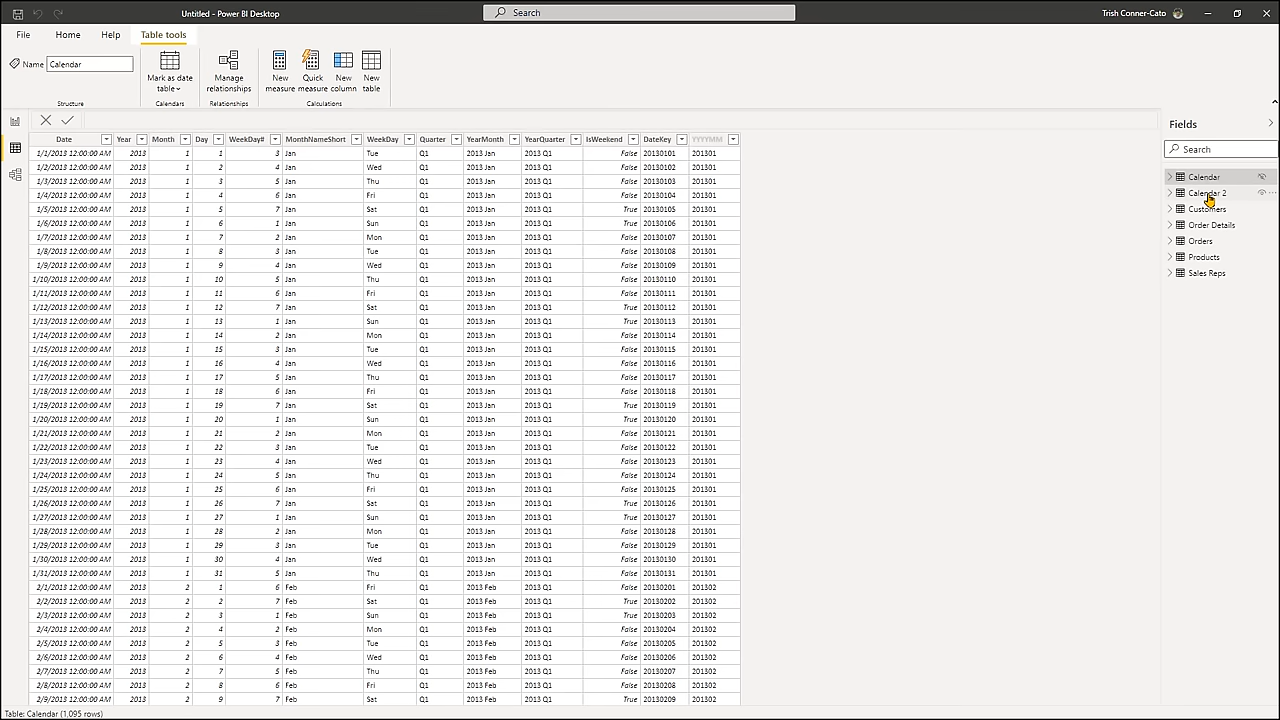 Untitled - Power BI Desktop
Search
Trish Conner-Cato
File Home Help Table tools
Name Calendar
Mark as date table
Manage relationships
New measure
Quick measure
New column
New table
Structure Calendars Relationships Calculations
Date Year Month Day WeekDay# MonthNameShort WeekDay Quarter YearMonth YearQuarter IsWeekend DateKey YYYYMM
1/1/2013 12:00:00 AM 2013 1 1 3 Jan Tue Q1 2013 Jan 2013 Q1 False 20130101 201301
1/2/2013 12:00:00 AM 2013 1 2 4 Jan Wed Q1 2013 Jan 2013 Q1 False 20130102 201301
1/3/2013 12:00:00 AM 2013 1 3 5 Jan Thu Q1 2013 Jan 2013 Q1 False 20130103 201301
1/4/2013 12:00:00 AM 2013 1 4 6 Jan Fri Q1 2013 Jan 2013 Q1 False 20130104 201301
1/5/2013 12:00:00 AM 2013 1 5 7 Jan Sat Q1 2013 Jan 2013 Q1 True 20130105 201301
1/6/2013 12:00:00 AM 2013 1 6 1 Jan Sun Q1 2013 Jan 2013 Q1 True 20130106 201301
1/7/2013 12:00:00 AM 2013 1 7 2 Jan Mon Q1 2013 Jan 2013 Q1 False 20130107 201301
1/8/2013 12:00:00 AM 2013 1 8 3 Jan Tue Q1 2013 Jan 2013 Q1 False 20130108 201301
1/9/2013 12:00:00 AM 2013 1 9 4 Jan Wed Q1 2013 Jan 2013 Q1 False 20130109 201301
1/10/2013 12:00:00 AM 2013 1 10 5 Jan Thu Q1 2013 Jan 2013 Q1 False 20130110 201301
1/11/2013 12:00:00 AM 2013 1 11 6 Jan Fri Q1 2013 Jan 2013 Q1 False 20130111 201301
1/12/2013 12:00:00 AM 2013 1 12 7 Jan Sat Q1 2013 Jan 2013 Q1 True 20130112 201301
1/13/2013 12:00:00 AM 2013 1 13 1 Jan Sun Q1 2013 Jan 2013 Q1 True 20130113 201301
1/14/2013 12:00:00 AM 2013 1 14 2 Jan Mon Q1 2013 Jan 2013 Q1 False 20130114 201301
1/15/2013 12:00:00 AM 2013 1 15 3 Jan Tue Q1 2013 Jan 2013 Q1 False 20130115 201301
1/16/2013 12:00:00 AM 2013 1 16 4 Jan Wed Q1 2013 Jan 2013 Q1 False 20130116 201301
1/17/2013 12:00:00 AM 2013 1 17 5 Jan Thu Q1 2013 Jan 2013 Q1 False 20130117 201301
1/18/2013 12:00:00 AM 2013 1 18 6 Jan Fri Q1 2013 Jan 2013 Q1 False 20130118 201301
1/19/2013 12:00:00 AM 2013 1 19 7 Jan Sat Q1 2013 Jan 2013 Q1 True 20130119 201301
1/20/2013 12:00:00 AM 2013 1 20 1 Jan Sun Q1 2013 Jan 2013 Q1 True 20130120 201301
1/21/2013 12:00:00 AM 2013 1 21 2 Jan Mon Q1 2013 Jan 2013 Q1 False 20130121 201301
1/22/2013 12:00:00 AM 2013 1 22 3 Jan Tue Q1 2013 Jan 2013 Q1 False 20130122 201301
1/23/2013 12:00:00 AM 2013 1 23 4 Jan Wed Q1 2013 Jan 2013 Q1 False 20130123 201301
1/24/2013 12:00:00 AM 2013 1 24 5 Jan Thu Q1 2013 Jan 2013 Q1 False 20130124 201301
1/25/2013 12:00:00 AM 2013 1 25 6 Jan Fri Q1 2013 Jan 2013 Q1 False 20130125 201301
1/26/2013 12:00:00 AM 2013 1 26 7 Jan Sat Q1 2013 Jan 2013 Q1 True 20130126 201301
1/27/2013 12:00:00 AM 2013 1 27 1 Jan Sun Q1 2013 Jan 2013 Q1 True 20130127 201301
1/28/2013 12:00:00 AM 2013 1 28 2 Jan Mon Q1 2013 Jan 2013 Q1 False 20130128 201301
1/29/2013 12:00:00 AM 2013 1 29 3 Jan Tue Q1 2013 Jan 2013 Q1 False 20130129 201301
1/30/2013 12:00:00 AM 2013 1 30 4 Jan Wed Q1 2013 Jan 2013 Q1 False 20130130 201301
1/31/2013 12:00:00 AM 2013 1 31 5 Jan Thu Q1 2013 Jan 2013 Q1 False 20130131 201301
2/1/2013 12:00:00 AM 2013 2 1 6 Feb Fri Q1 2013 Feb 2013 Q1 False 20130201 201302
2/2/2013 12:00:00 AM 2013 2 2 7 Feb Sat Q1 2013 Feb 2013 Q1 True 20130202 201302
2/3/2013 12:00:00 AM 2013 2 3 1 Feb Sun Q1 2013 Feb 2013 Q1 True 20130203 201302
2/4/2013 12:00:00 AM 2013 2 4 2 Feb Mon Q1 2013 Feb 2013 Q1 False 20130204 201302
2/5/2013 12:00:00 AM 2013 2 5 3 Feb Tue Q1 2013 Feb 2013 Q1 False 20130205 201302
2/6/2013 12:00:00 AM 2013 2 6 4 Feb Wed Q1 2013 Feb 2013 Q1 False 20130206 201302
2/7/2013 12:00:00 AM 2013 2 7 5 Feb Thu Q1 2013 Feb 2013 Q1 False 20130207 201302
2/8/2013 12:00:00 AM 2013 2 8 6 Feb Fri Q1 2013 Feb 2013 Q1 False 20130208 201302
2/9/2013 12:00:00 AM 2013 2 9 7 Feb Sat Q1 2013 Feb 2013 Q1 True 20130209 201302
Fields
Search
Calendar
Calendar 2
Customers
Order Details
Orders
Products
Sales Reps
Table: Calendar (1,095 rows)